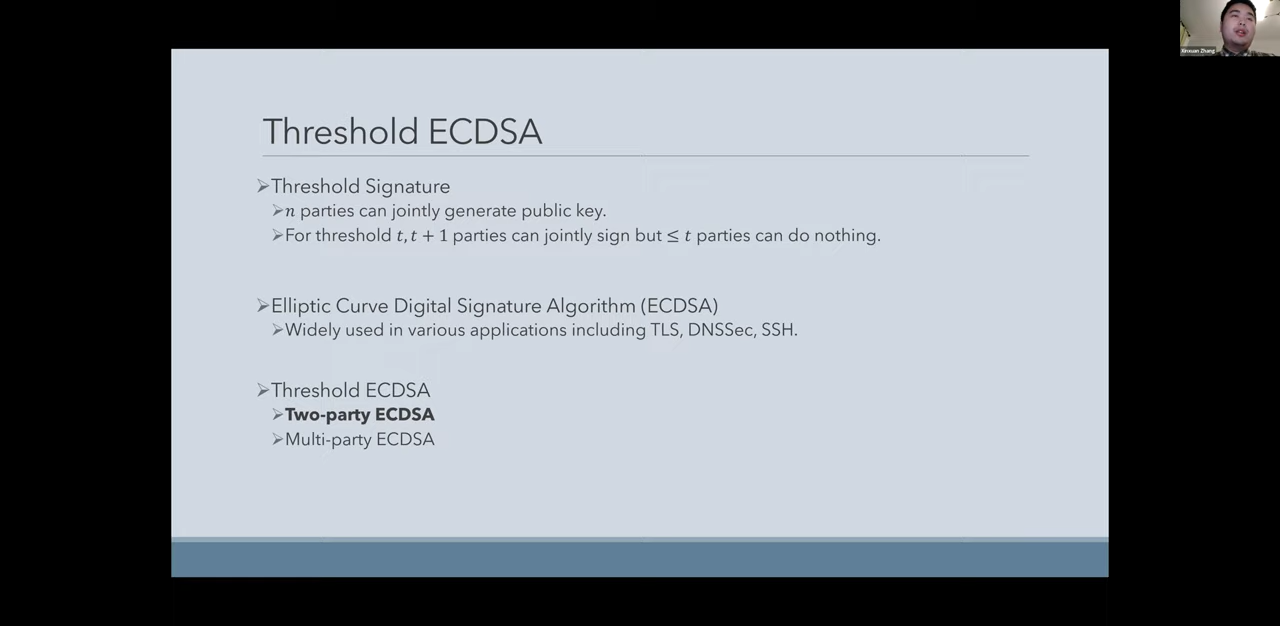 Xinxuan Zhang
Threshold ECDSA
➢Threshold Signature
➢n parties can jointly generate public key.
➢For threshold t, t + 1 parties can jointly sign but ≤ t parties can do nothing.
➢Elliptic Curve Digital Signature Algorithm (ECDSA)
➢Widely used in various applications including TLS, DNSSec, SSH.
➢Threshold ECDSA
➢Two-party ECDSA
➢Multi-party ECDSA